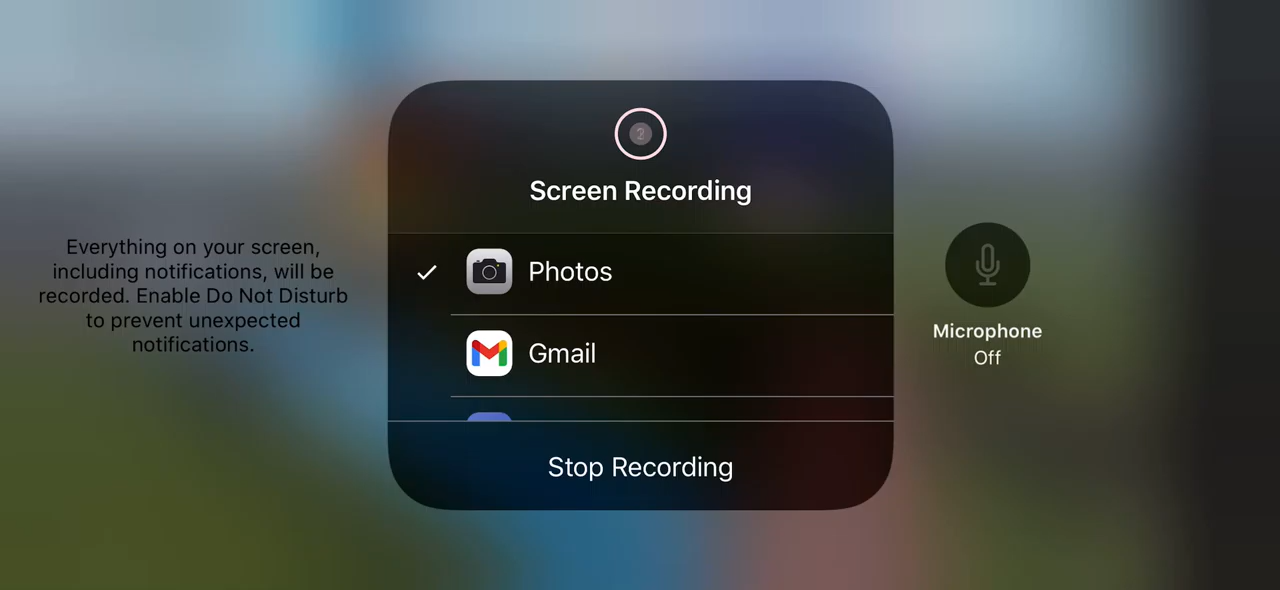 Screen Recording
Everything on your screen,
including notifications, will be
recorded. Enable Do Not Disturb
to prevent unexpected
notifications.
Photos
Gmail
Microphone
Off
Stop Recording